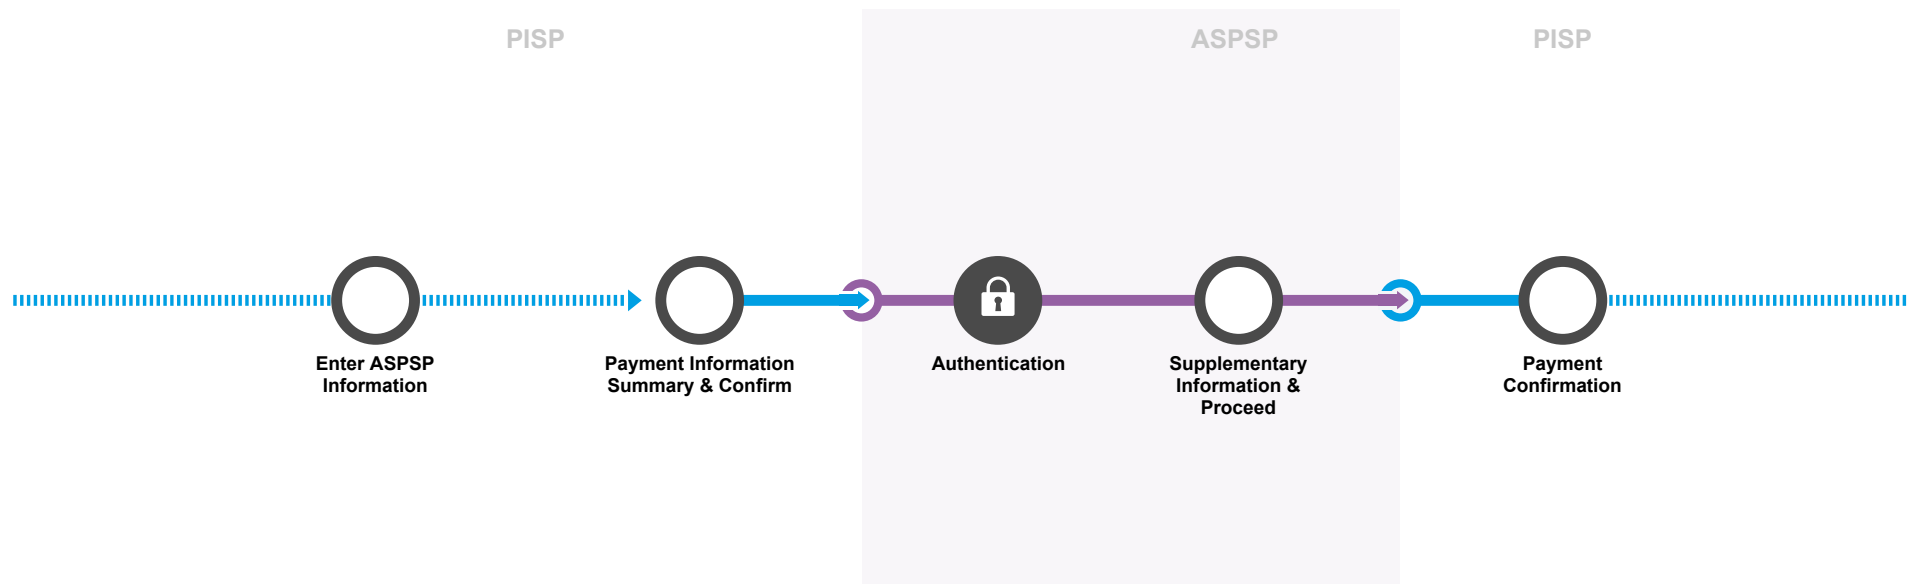 PISP
ASPSP
PISP
Enter ASPSP
Information
Payment Information
Summary & Confirm
Authentication
Supplementary
Information &
Proceed
Payment
Confirmation